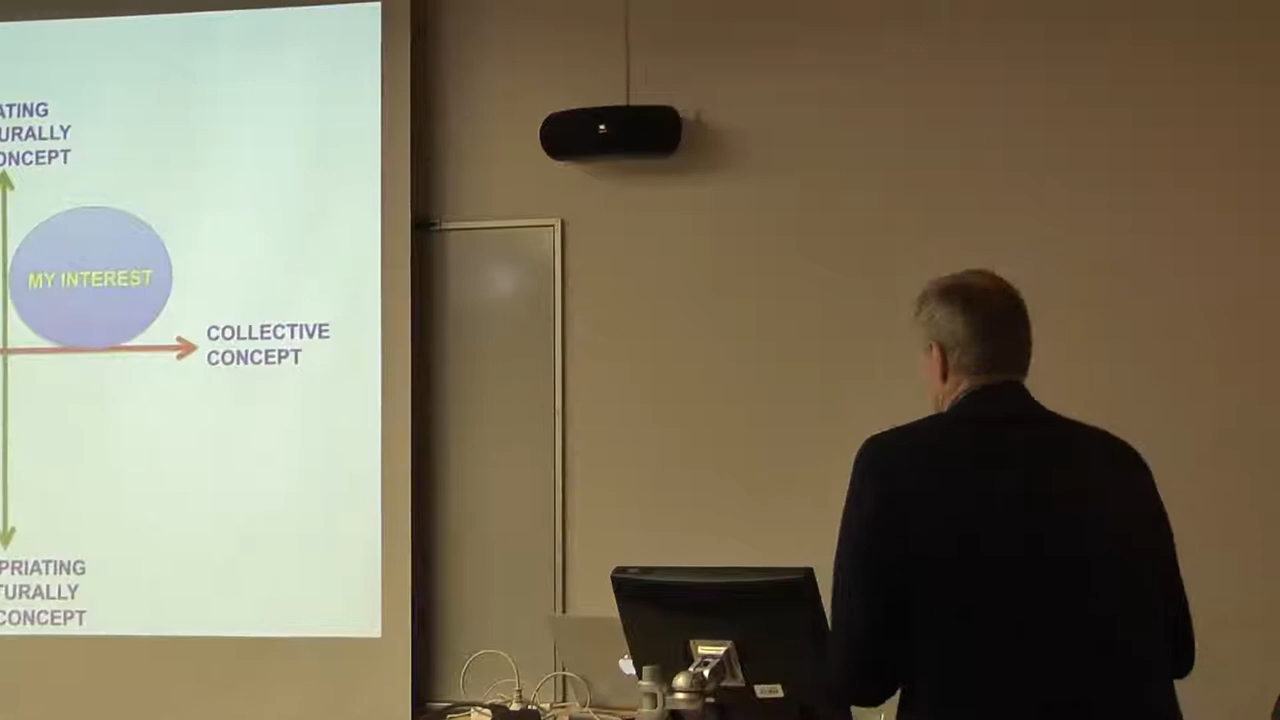 ATING
URALLY
ONCEPT
MY INTEREST
COLLECTIVE
CONCEPT
PRIATING
TURALLY
CONCEPT